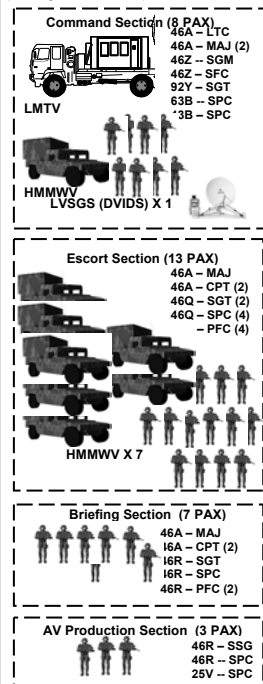 Command Section (8 PAX)
46A – LTC
46A – MAJ (2)
46Z -- SGM
46Z – SFC
92Y – SGT
63B -- SPC
13B – SPC
LMTV
HMMWV
LVSGS (DVIDS) X 1
Escort Section (13 PAX)
46A – MAJ
46A – CPT (2)
46Q – SGT (2)
46Q – SPC (4)
– PFC (4)
HMMWV X 7
Briefing Section (7 PAX)
46A – MAJ
46A – CPT (2)
46R – SGT
46R – SPC
46R – PFC (2)
AV Production Section (3 PAX)
46R – SSG
46R -- SPC
25V – SPC